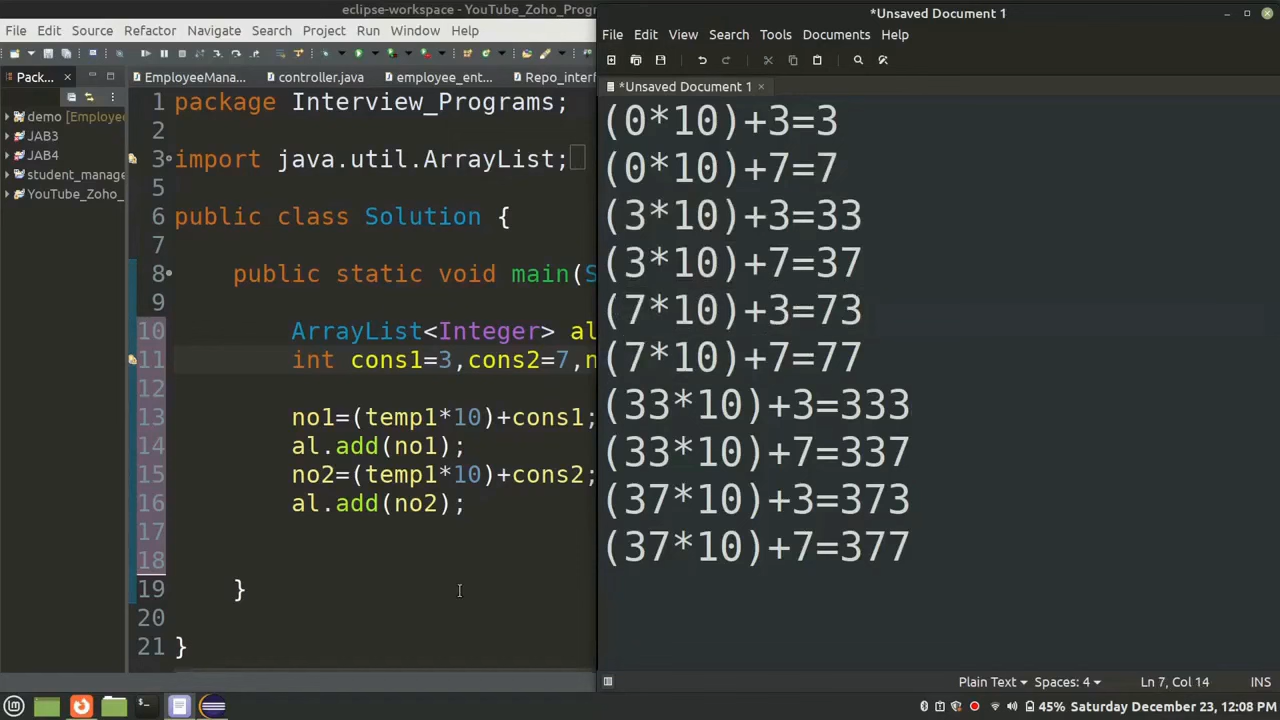 eclipse-workspace - YouTube_Zoho_Progr
File Edit Source Refactor Navigate Search Project Run Window Help
Pack...
EmployeeMana...
controller.java
employee_ent...
Repo_interf
demo [Employee
JAB3
JAB4
student_manage
YouTube_Zoho_
1 package Interview_Programs;
2
3 import java.util.ArrayList;
5
6 public class Solution {
7
8 public static void main(S
9
10 ArrayList<Integer> al
11 int cons1=3,cons2=7,n
12
13 no1=(temp1*10)+cons1;
14 al.add(no1);
15 no2=(temp1*10)+cons2;
16 al.add(no2);
17
18
19 }
20
21 }
*Unsaved Document 1
File Edit View Search Tools Documents Help
*Unsaved Document 1
(0*10)+3=3
(0*10)+7=7
(3*10)+3=33
(3*10)+7=37
(7*10)+3=73
(7*10)+7=77
(33*10)+3=333
(33*10)+7=337
(37*10)+3=373
(37*10)+7=377
Plain Text Spaces: 4 Ln 7, Col 14 INS
45% Saturday December 23, 12:08 PM